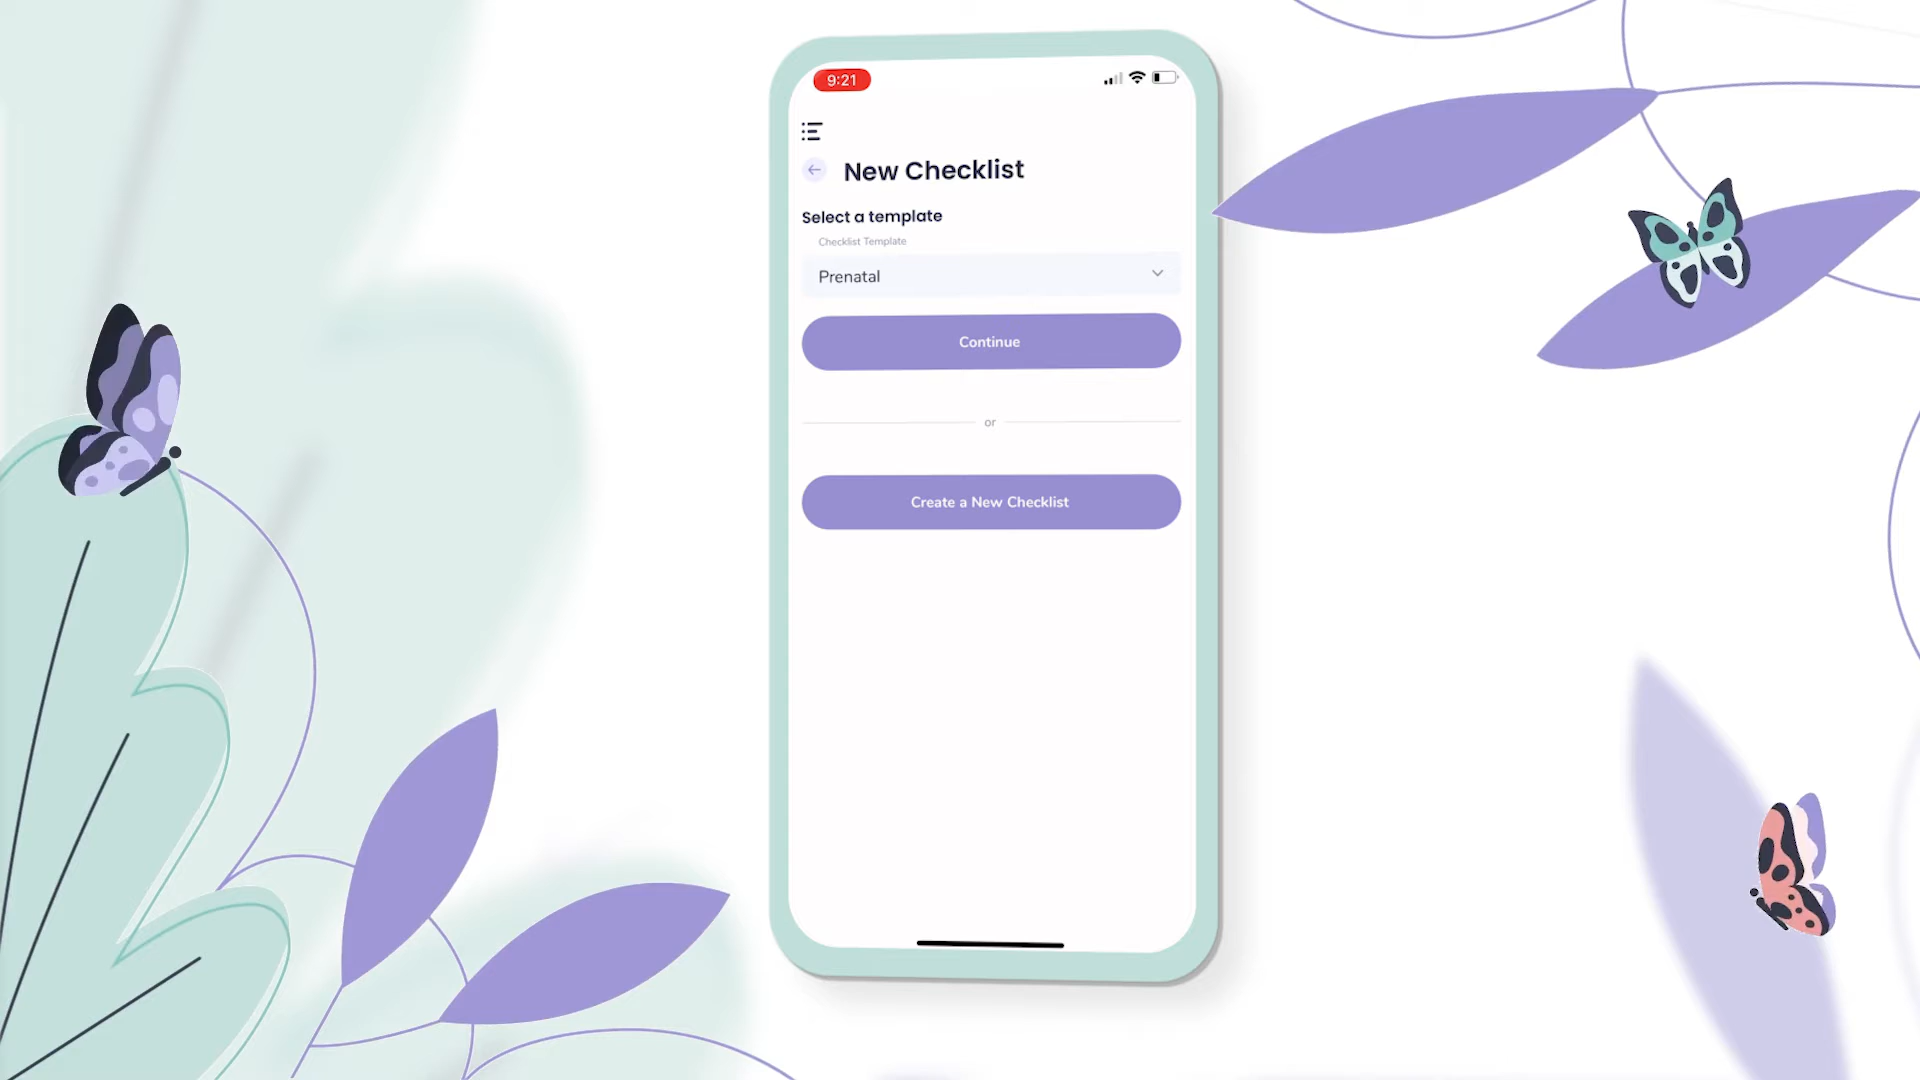 9:21
New Checklist
Select a template
Checklist Template
Prenatal
Continue
or
Create a New Checklist